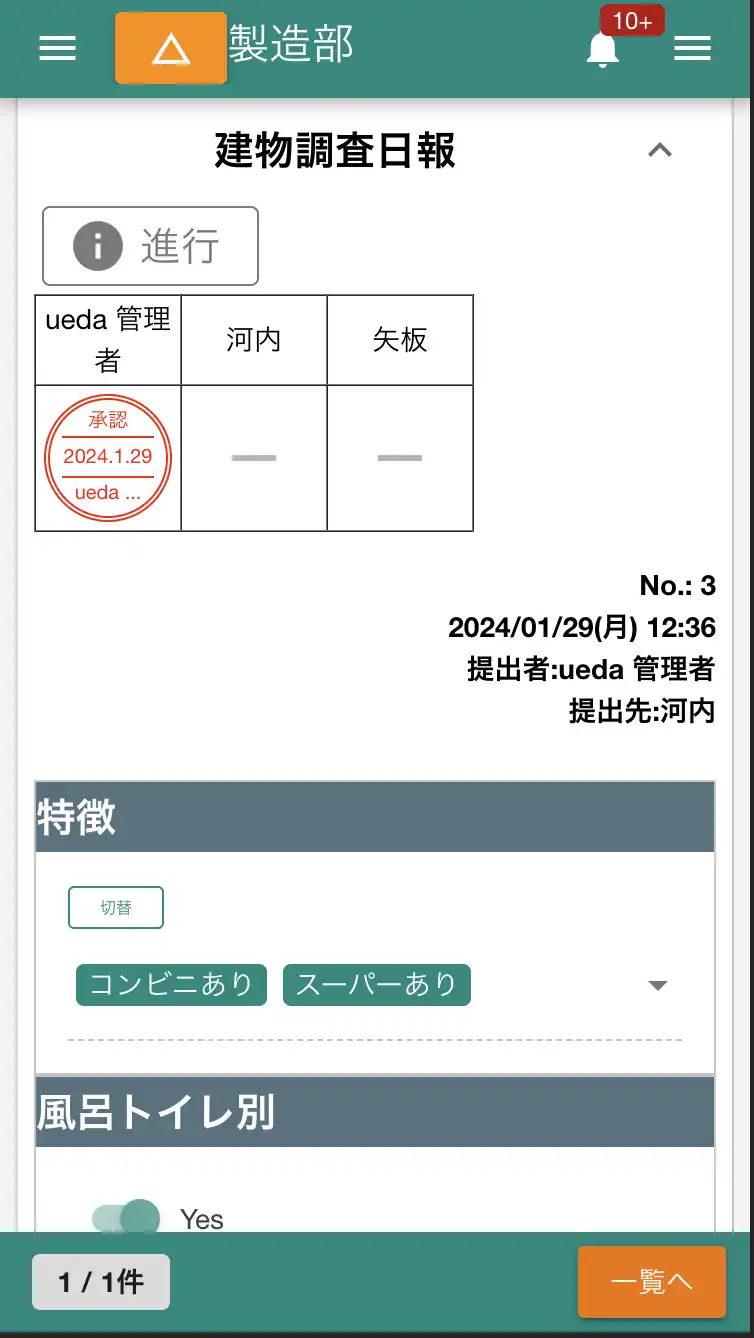 製造部
10+
建物調査日報
進行
ueda 管理者
河内
矢板
承認
2024.1.29
ueda ...
No.: 3
2024/01/29(月) 12:36
提出者:ueda 管理者
提出先:河内
特徴
切替
コンビニあり スーパーあり
風呂トイレ別
Yes
1 / 1件
一覧へ